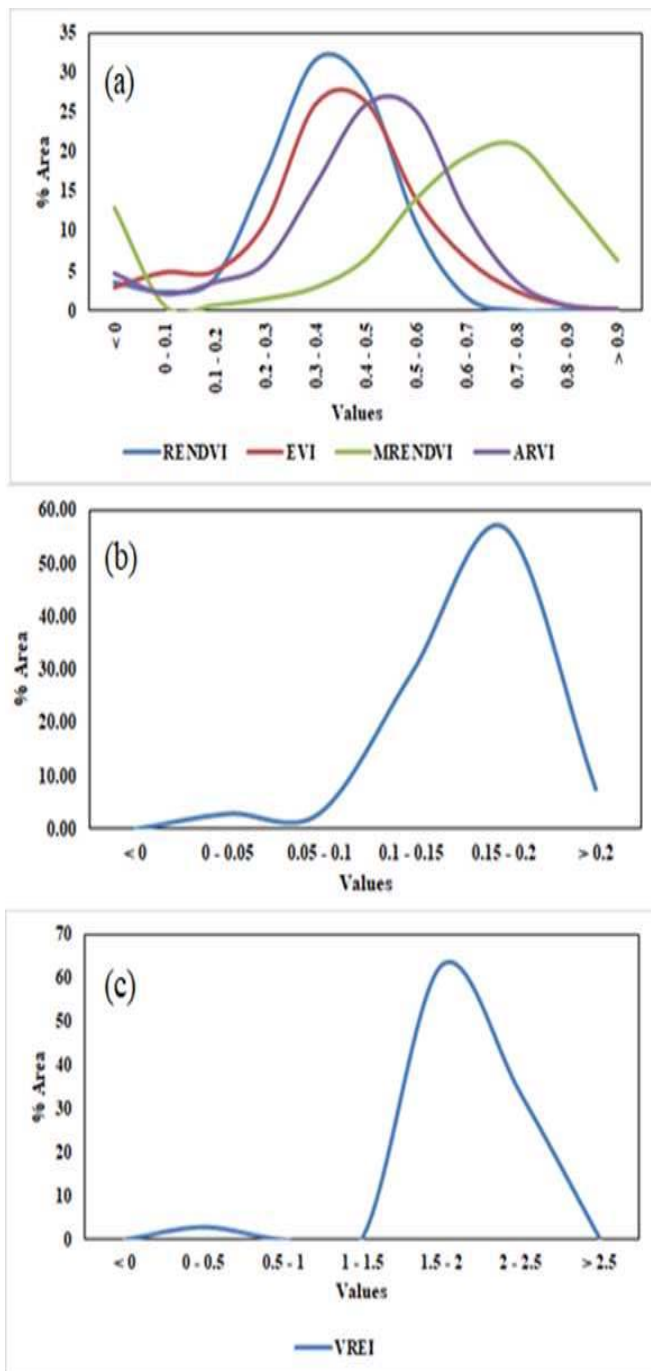 (a)
% Area
35
30
25
20
15
10
5
0
< 0
0 - 0.1
0.1 - 0.2
0.2 - 0.3
0.3 - 0.4
0.4 - 0.5
0.5 - 0.6
0.6 - 0.7
0.7 - 0.8
0.8 - 0.9
> 0.9
Values
RENDVI EVI MRENDVI ARVI
(b)
% Area
60.00
50.00
40.00
30.00
20.00
10.00
0.00
< 0 0 - 0.05 0.05 - 0.1 0.1 - 0.15 0.15 - 0.2 > 0.2
Values
(c)
% Area
70
60
50
40
30
20
10
0
< 0 0 - 0.5 0.5 - 1 1 - 1.5 1.5 - 2 2 - 2.5 > 2.5
Values
VREI